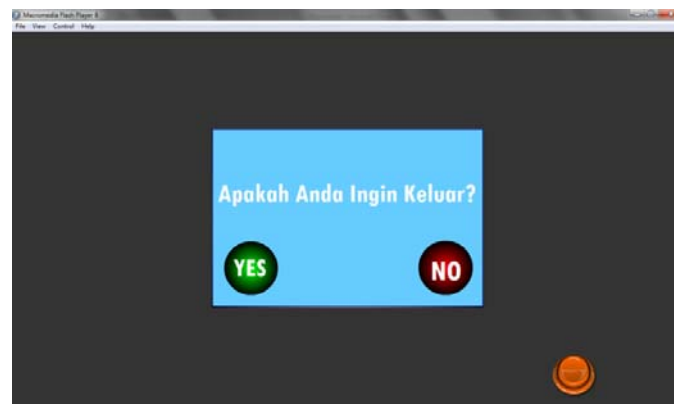 Macromedia Flash Player 8
File View Control Help
Apakah Anda Ingin Keluar?
YES
NO